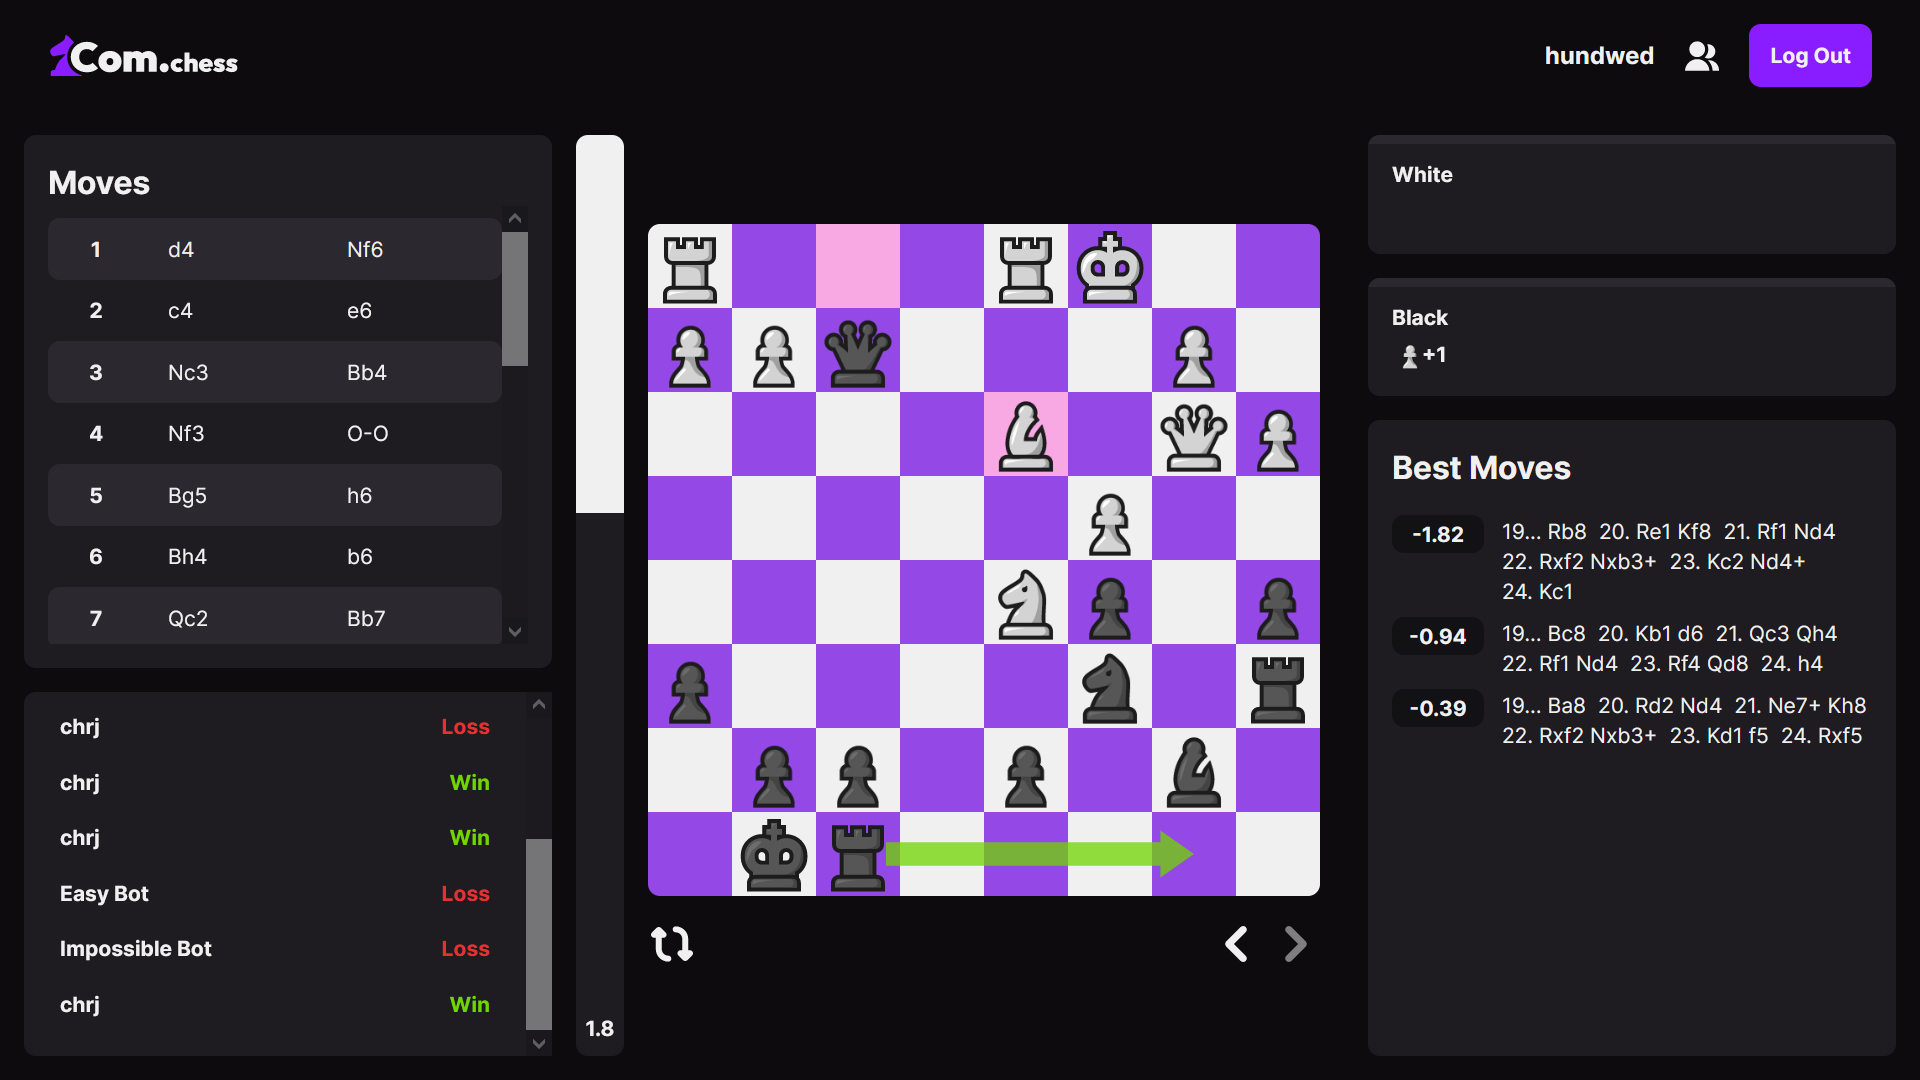 Com.chess
hundwed
Log Out
Moves
1 d4 Nf6
2 c4 e6
3 Nc3 Bb4
4 Nf3 O-O
5 Bg5 h6
6 Bh4 b6
7 Qc2 Bb7
chrj Loss
chrj Win
chrj Win
Easy Bot Loss
Impossible Bot Loss
chrj Win
1.8
White
Black
+1
Best Moves
-1.82 19... Rb8 20. Re1 Kf8 21. Rf1 Nd4
22. Rxf2 Nxb3+ 23. Kc2 Nd4+
24. Kc1
-0.94 19... Bc8 20. Kb1 d6 21. Qc3 Qh4
22. Rf1 Nd4 23. Rf4 Qd8 24. h4
-0.39 19... Ba8 20. Rd2 Nd4 21. Ne7+ Kh8
22. Rxf2 Nxb3+ 23. Kd1 f5 24. Rxf5